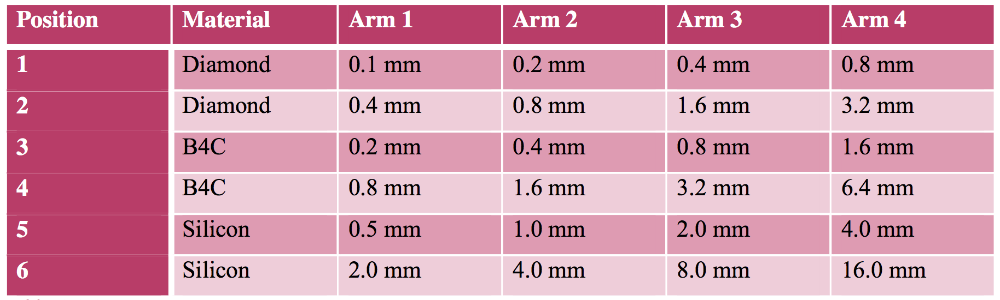 Position Material Arm 1 Arm 2 Arm 3 Arm 4
1 Diamond 0.1 mm 0.2 mm 0.4 mm 0.8 mm
2 Diamond 0.4 mm 0.8 mm 1.6 mm 3.2 mm
3 B4C 0.2 mm 0.4 mm 0.8 mm 1.6 mm
4 B4C 0.8 mm 1.6 mm 3.2 mm 6.4 mm
5 Silicon 0.5 mm 1.0 mm 2.0 mm 4.0 mm
6 Silicon 2.0 mm 4.0 mm 8.0 mm 16.0 mm